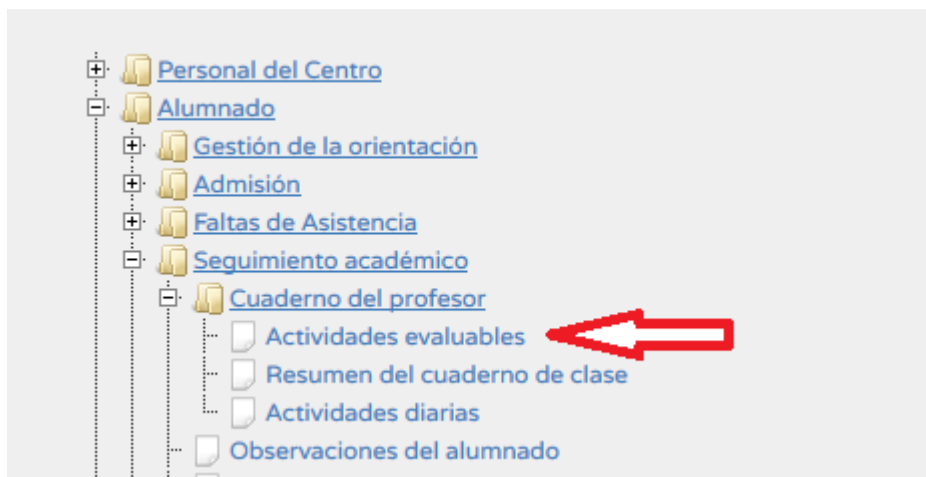 Personal del Centro
Alumnado
Gestión de la orientación
Admisión
Faltas de Asistencia
Seguimiento académico
Cuaderno del profesor
Actividades evaluables
Resumen del cuaderno de clase
Actividades diarias
Observaciones del alumnado